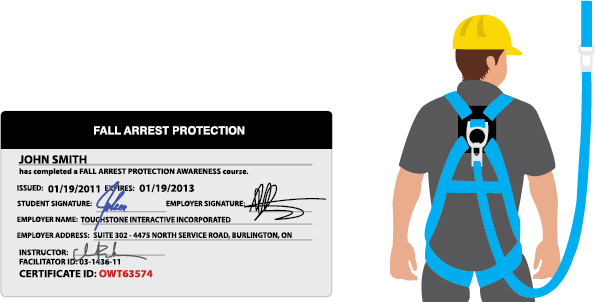 FALL ARREST PROTECTION
JOHN SMITH
has completed a FALL ARREST PROTECTION AWARENESS course.
ISSUED: 01/19/2011 EXPIRES: 01/19/2013
STUDENT SIGNATURE: EMPLOYER SIGNATURE:
EMPLOYER NAME: TOUCHSTONE INTERACTIVE INCORPORATED
EMPLOYER ADDRESS: SUITE 302 - 4475 NORTH SERVICE ROAD, BURLINGTON, ON
INSTRUCTOR:
FACILITATOR ID: 03-1436-11
CERTIFICATE ID: OWT63574